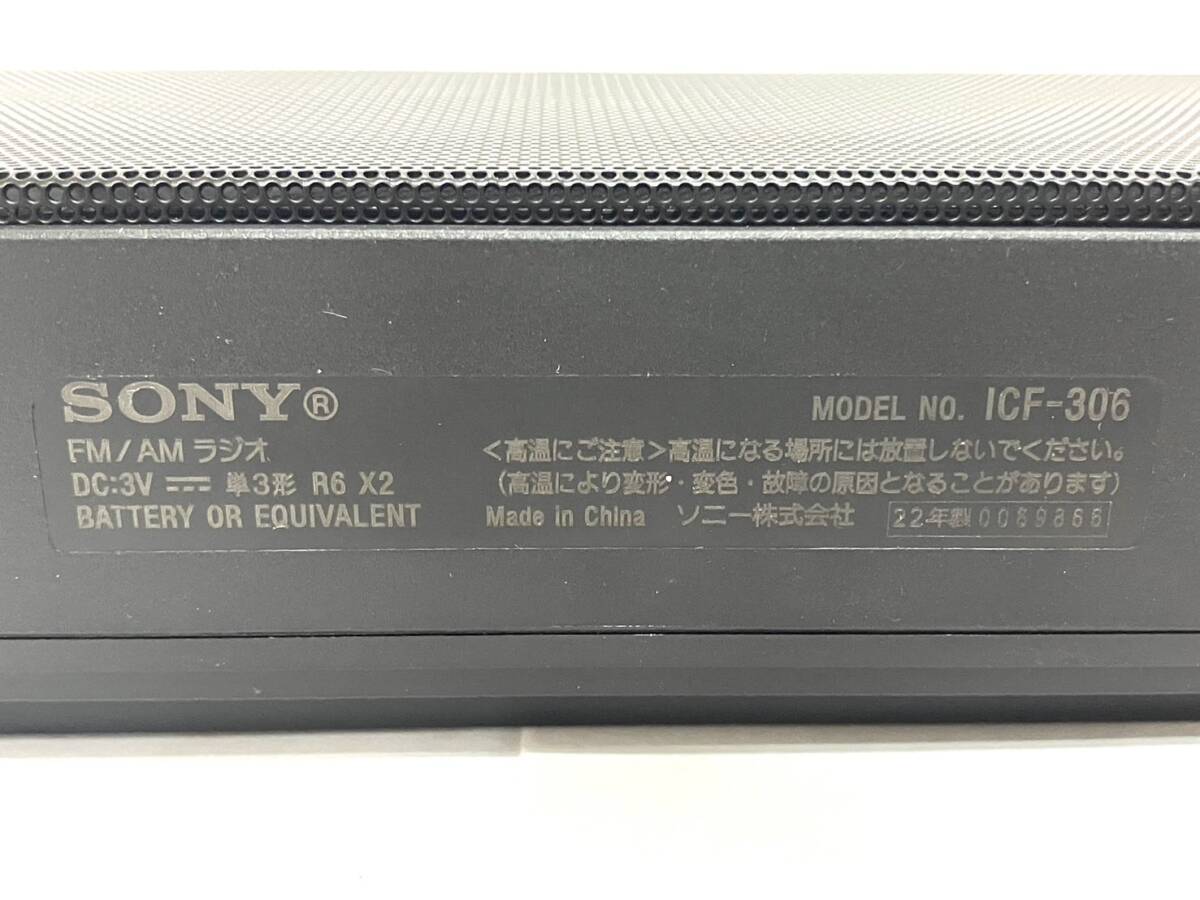 SONY®
MODEL NO. ICF-306
FM/AM ラジオ
<高温にご注意>高温になる場所には放置しないでください。
DC:3V ⎓ 単3形 R6 X2
(高温により変形・変色・故障の原因となることがあります)
BATTERY OR EQUIVALENT
Made in China ソニー株式会社 22年製